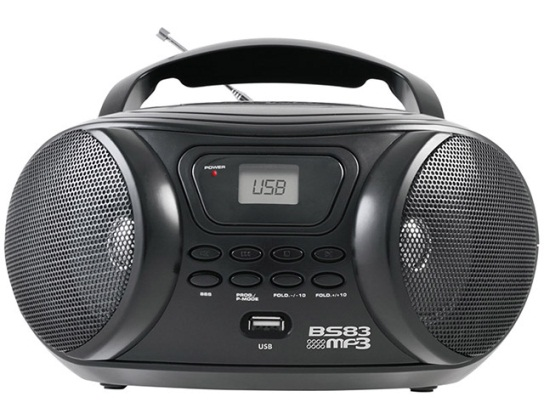 POWER
USB
BBS PROG/ FOLD.-/-10 FOLD.+/+10
P-MODE
USB
BS83
MP3